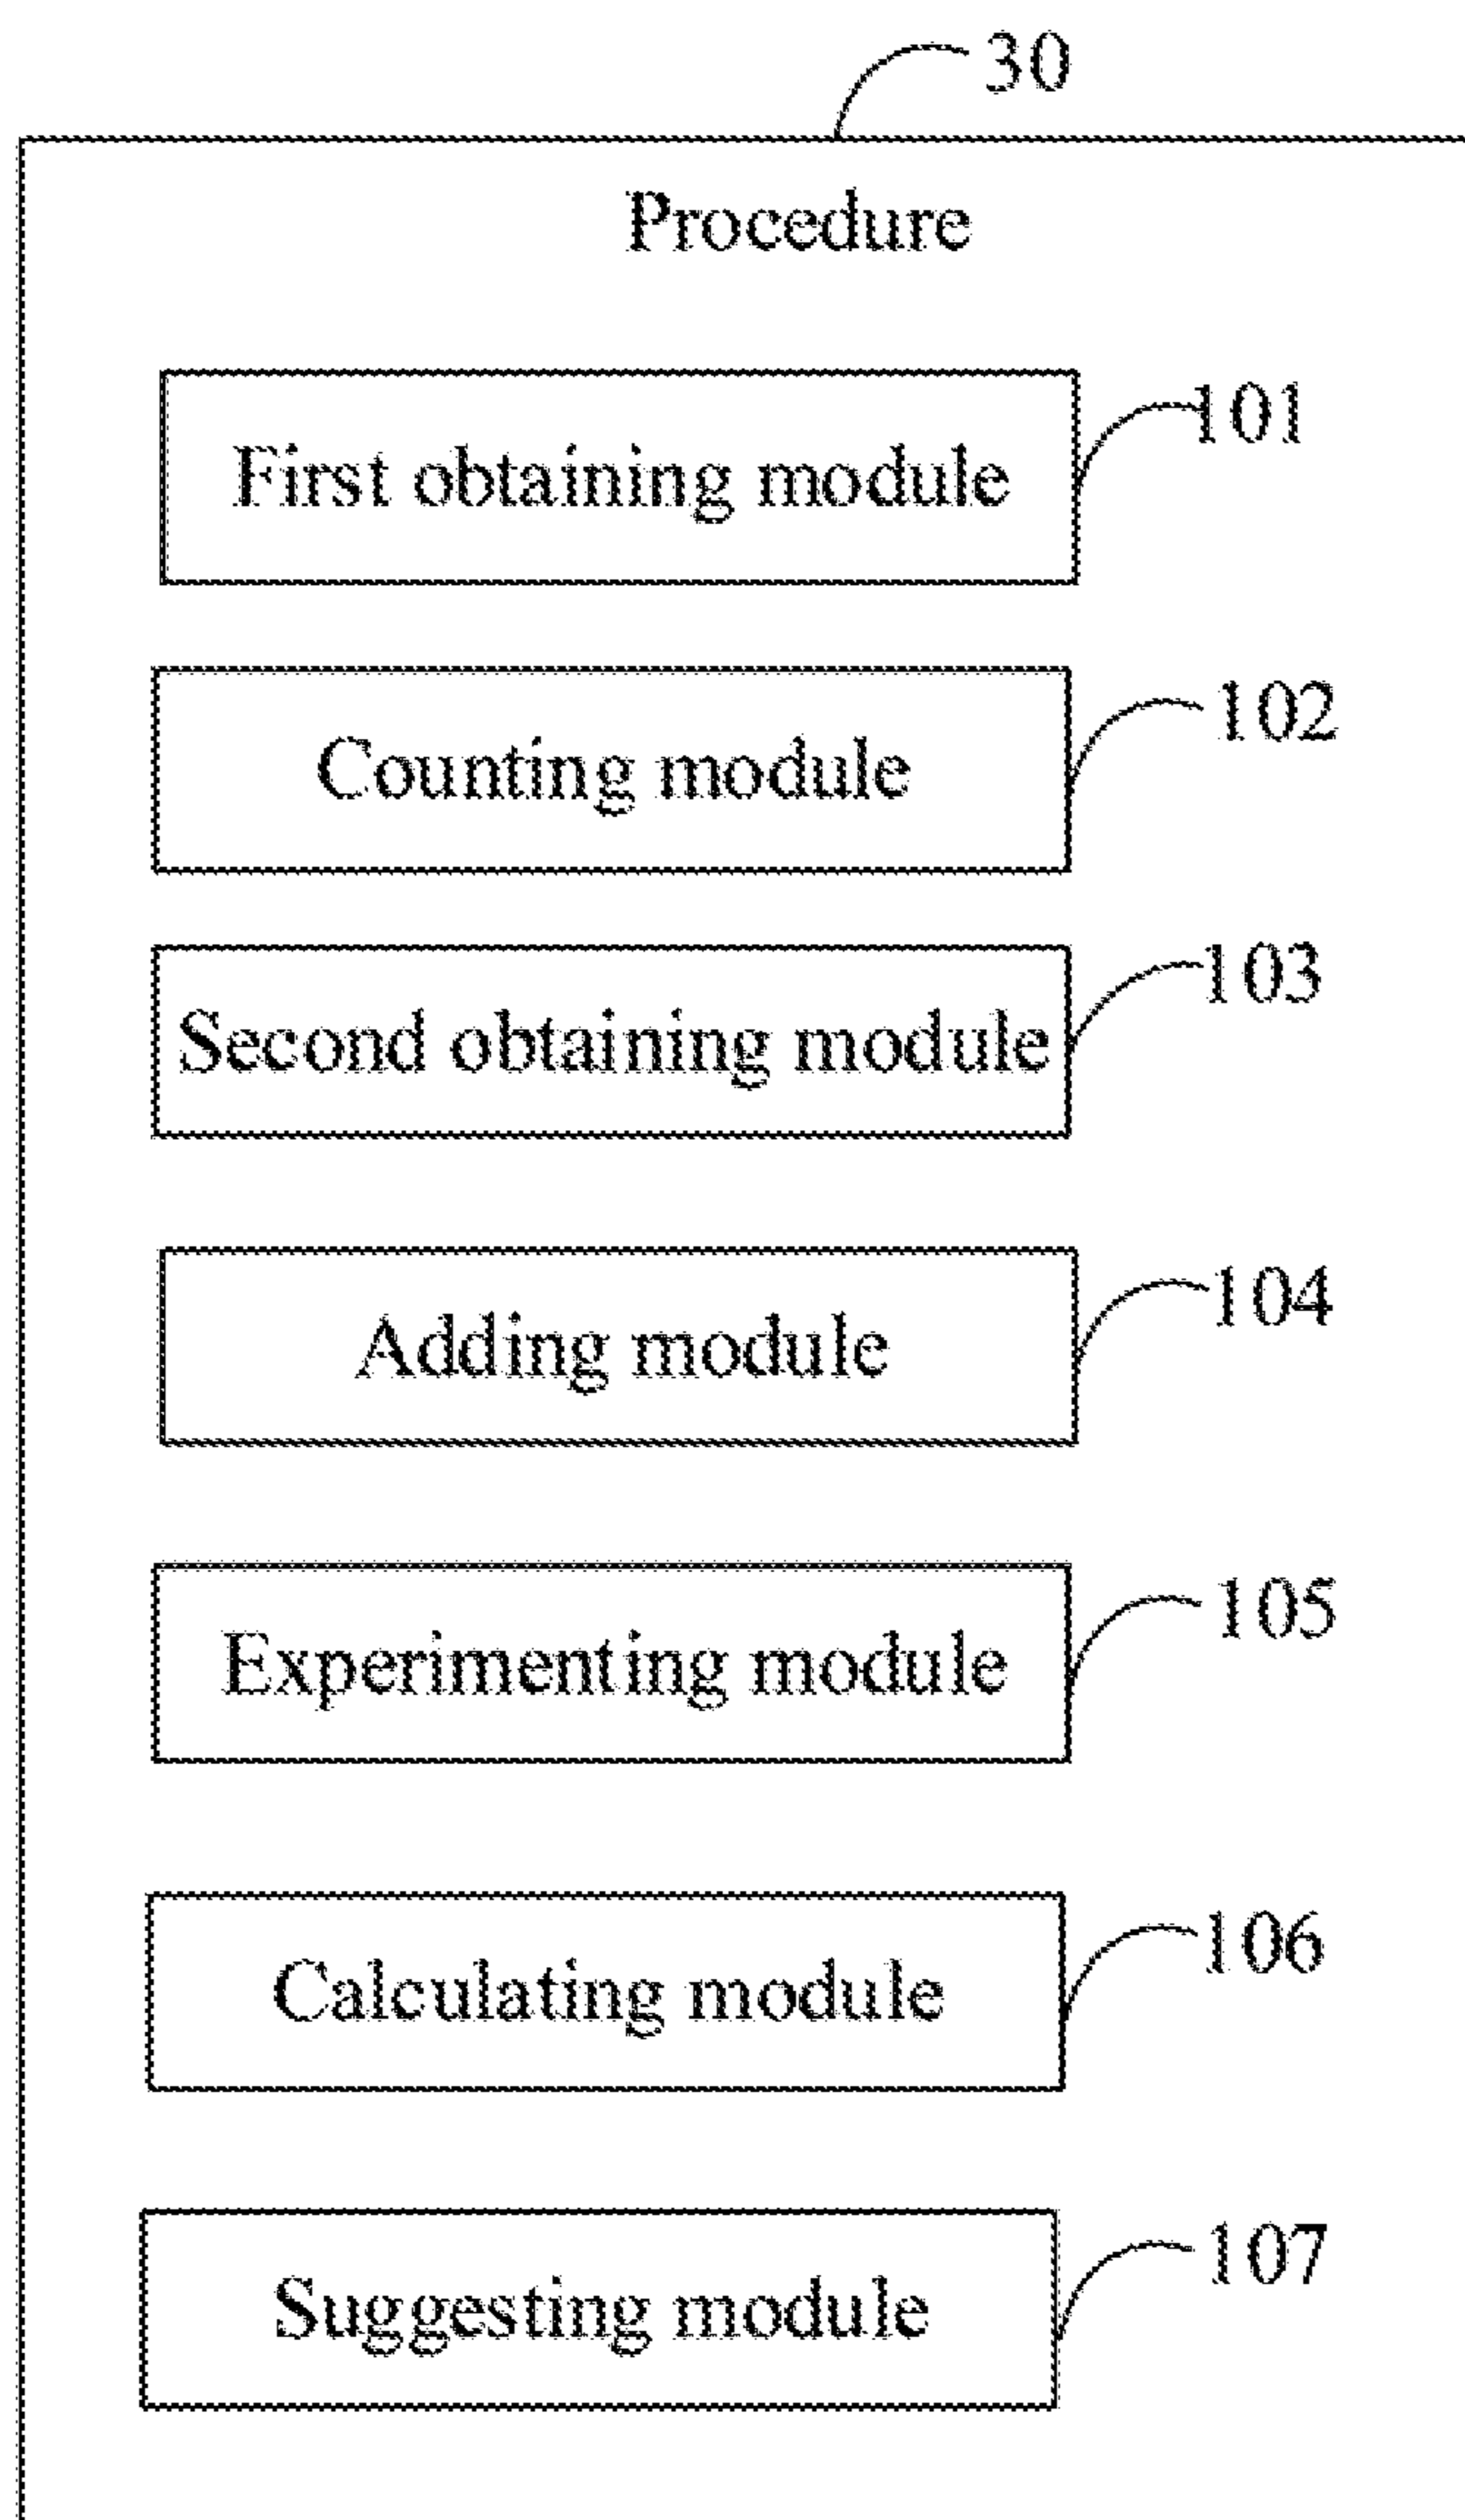 30
Procedure
101
First obtaining module
102
Counting module
103
Second obtaining module
104
Adding module
105
Experimenting module
106
Calculating module
107
Suggesting module